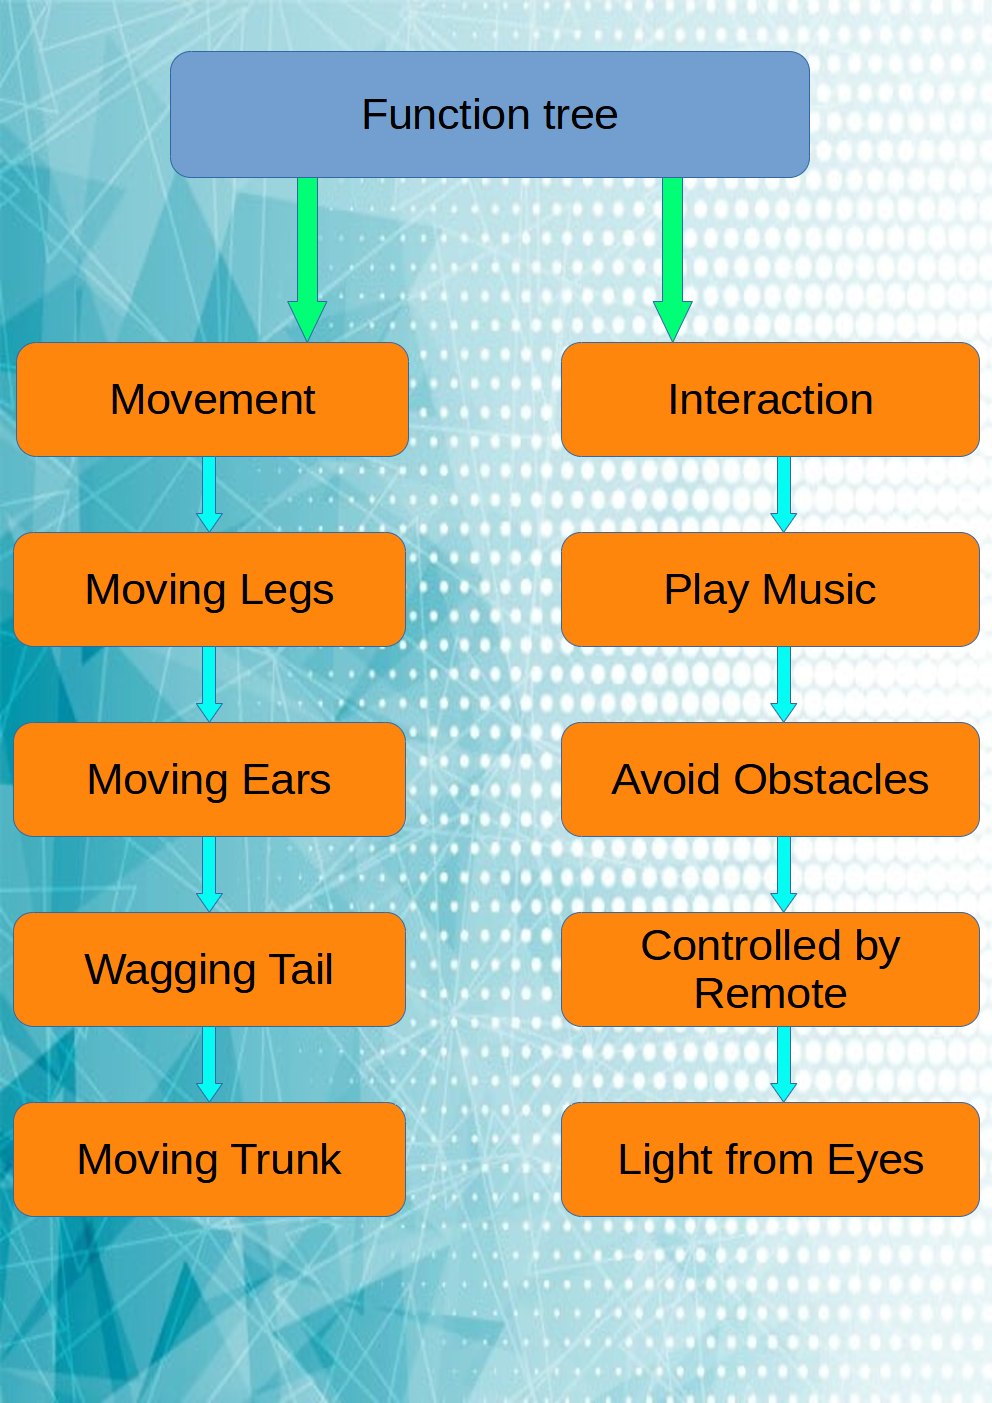 Function tree
Movement
Moving Legs
Moving Ears
Wagging Tail
Moving Trunk
Interaction
Play Music
Avoid Obstacles
Controlled by
Remote
Light from Eyes